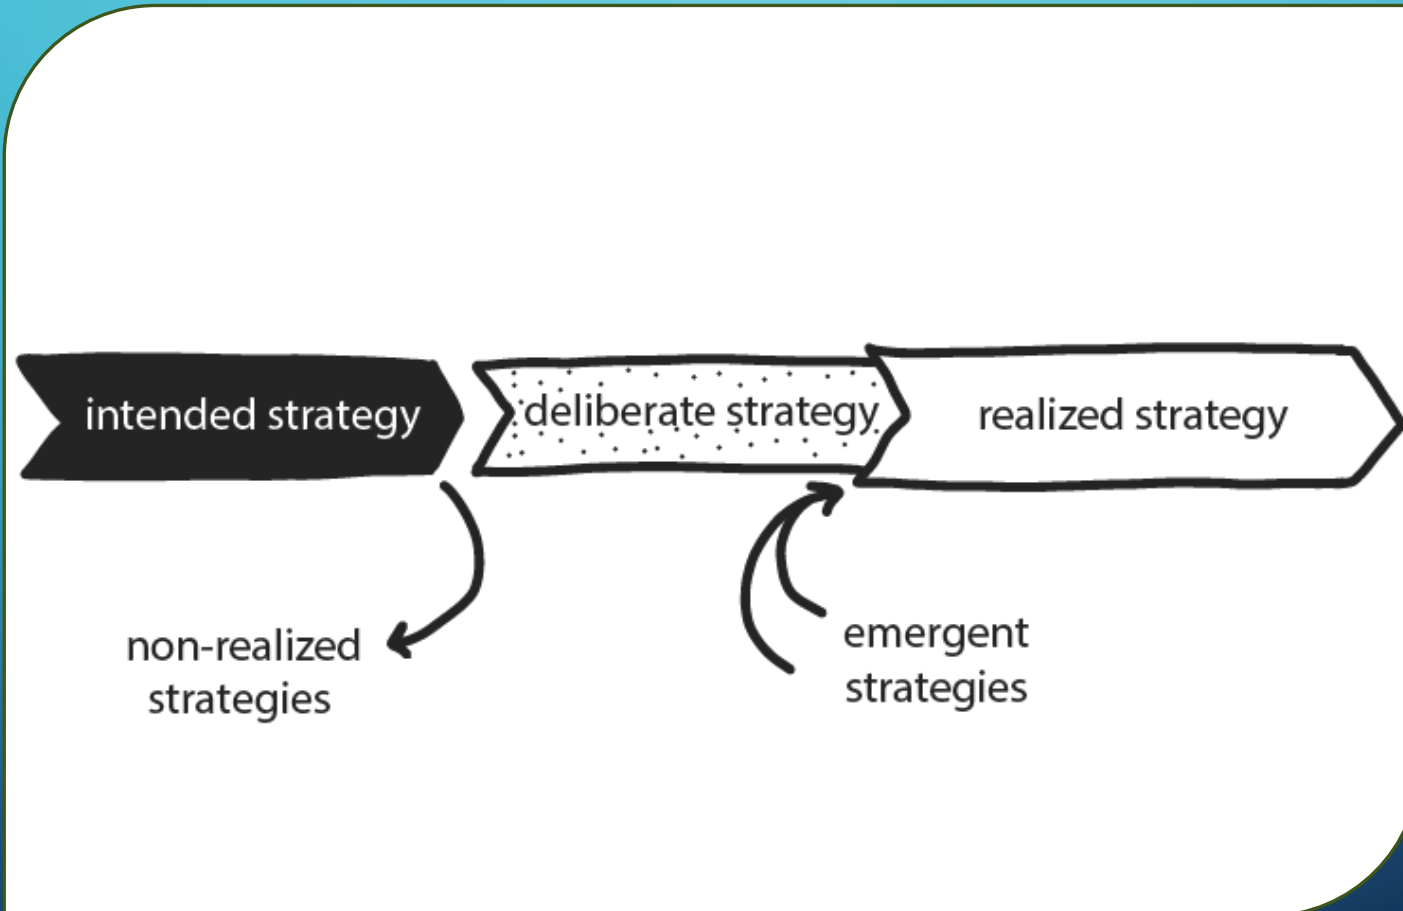 intended strategy
deliberate strategy
realized strategy
non-realized
strategies
emergent
strategies